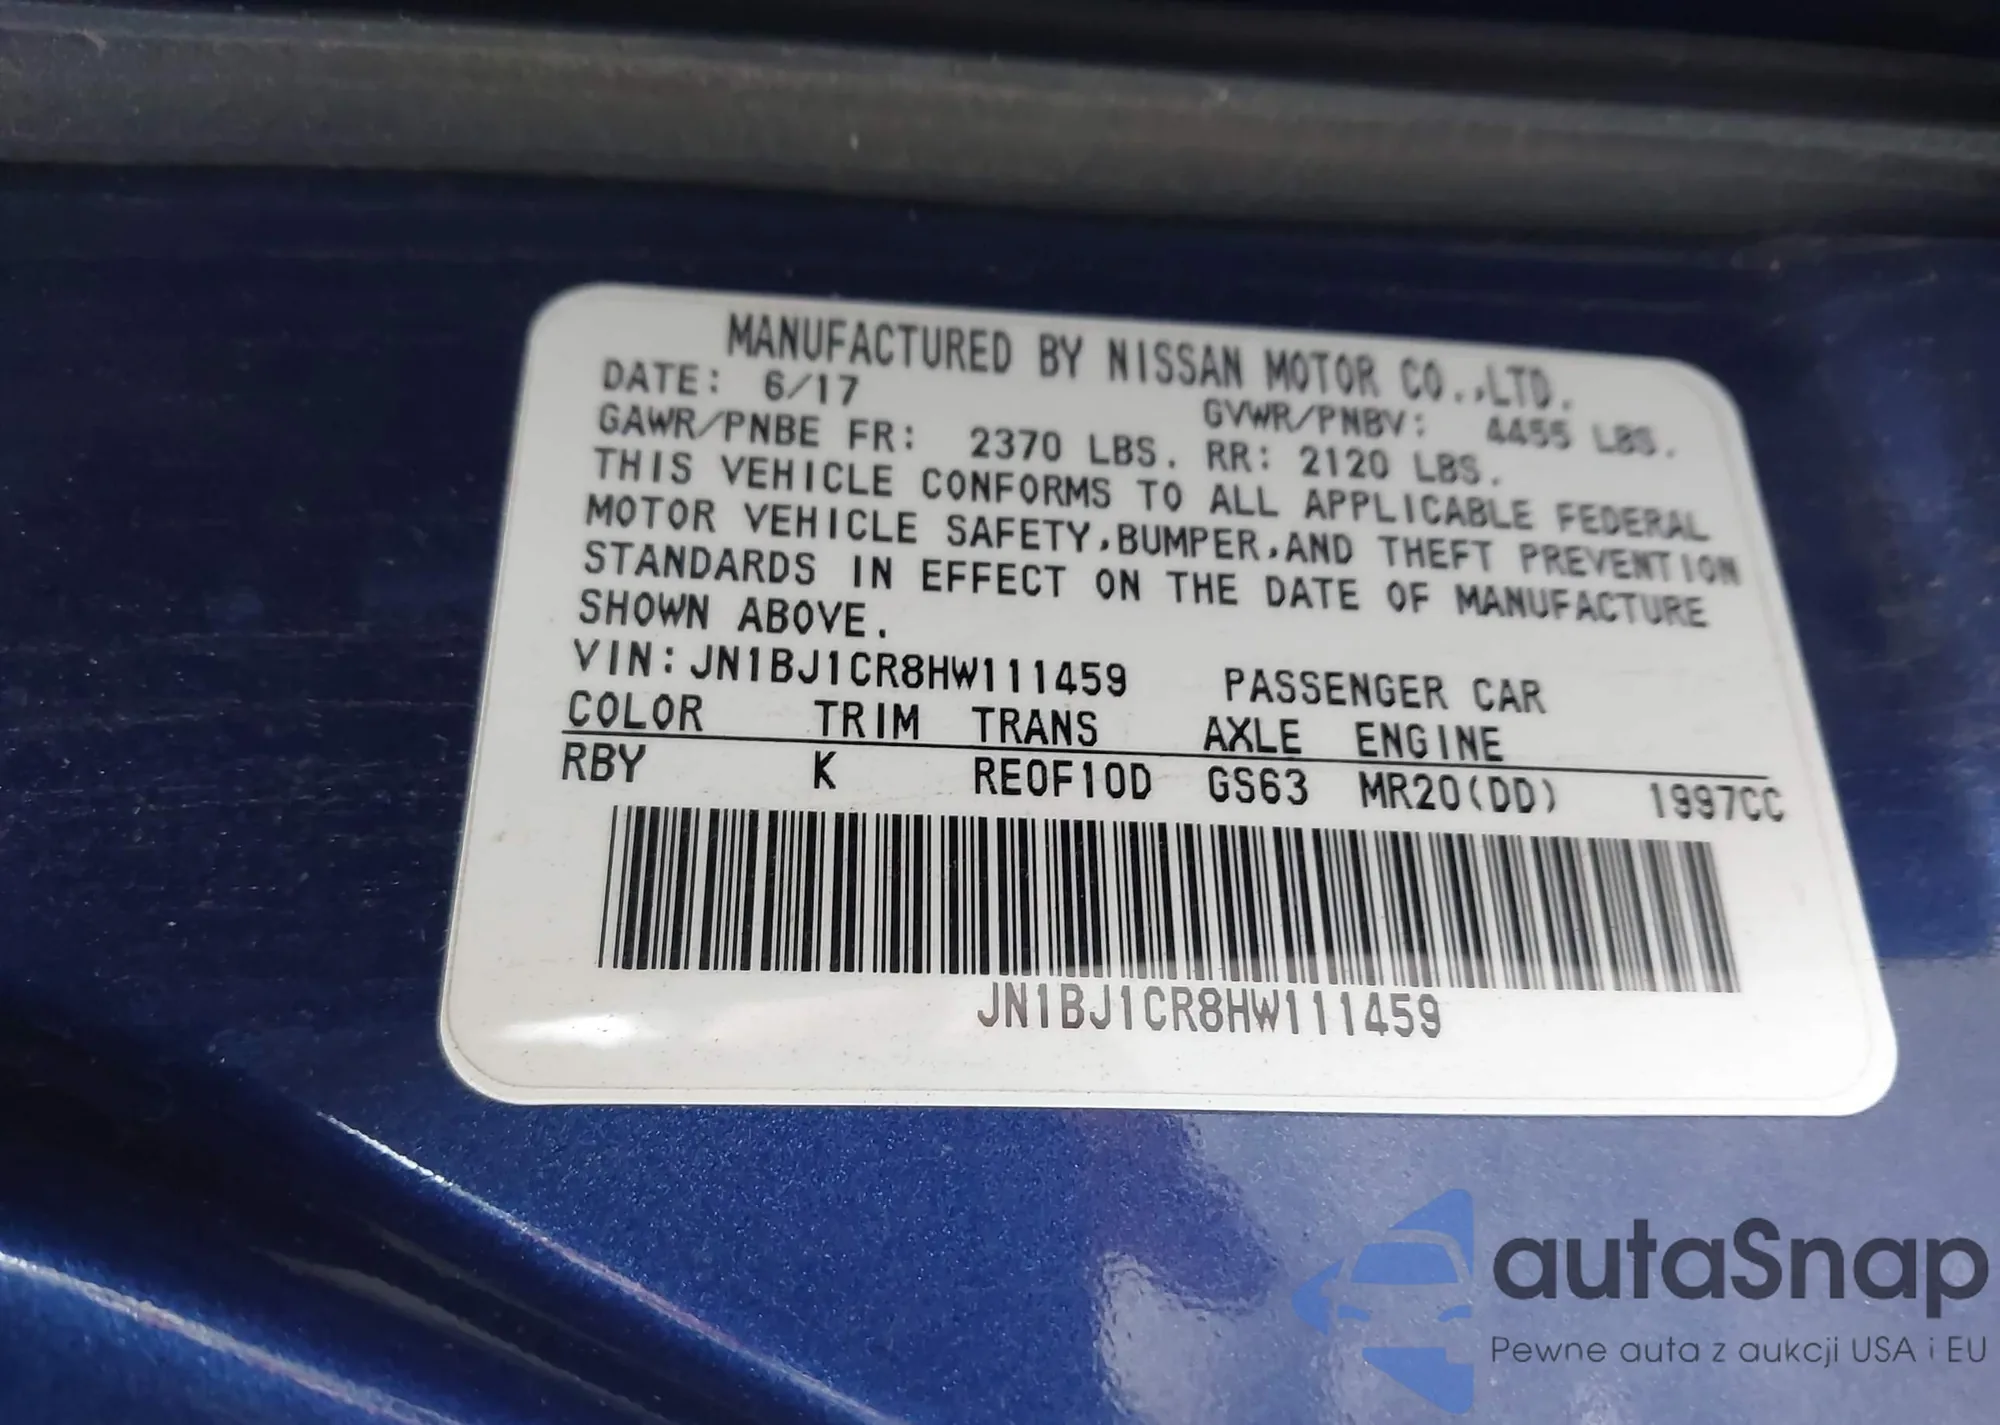 MANUFACTURED BY NISSAN MOTOR CO.,LTD.
DATE: 6/17 GVWR/PNBV: 4455 LBS.
GAWR/PNBE FR: 2370 LBS. RR: 2120 LBS.
THIS VEHICLE CONFORMS TO ALL APPLICABLE FEDERAL
MOTOR VEHICLE SAFETY,BUMPER,AND THEFT PREVENTION
STANDARDS IN EFFECT ON THE DATE OF MANUFACTURE
SHOWN ABOVE.
VIN:JN1BJ1CR8HW111459 PASSENGER CAR
COLOR TRIM TRANS AXLE ENGINE
RBY K RE0F10D GS63 MR20(DD) 1997CC
JN1BJ1CR8HW111459
autaSnap
Pewne auta z aukcji USA i EU